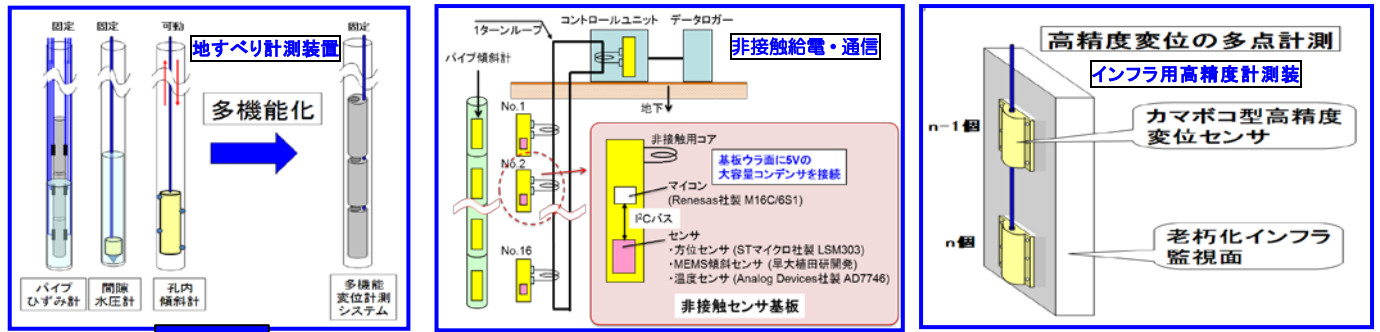 固定
固定
可動
固定
地すべり計測装置
多機能化
パイプ
ひずみ計
間隙
水圧計
孔内
傾斜計
多機能
変位計測
システム
1ターンループ
コントロールユニット
データロガー
非接触給電・通信
パイプ傾斜計
地下
No.1
No.2
No.16
非接触用コア
基板ウラ面に5Vの
大容量コンデンサを接続
マイコン
(Renesas社製 M16C/6S1)
I²Cバス
センサ
・方位センサ (STマイクロ社製 LSM303)
・MEMS傾斜センサ (早大植田研開発)
・温度センサ (Analog Devices社製 AD7746)
非接触センサ基板
高精度変位の多点計測
インフラ用高精度計測装
n-1個
カマボコ型高精度
変位センサ
n個
老朽化インフラ
監視面